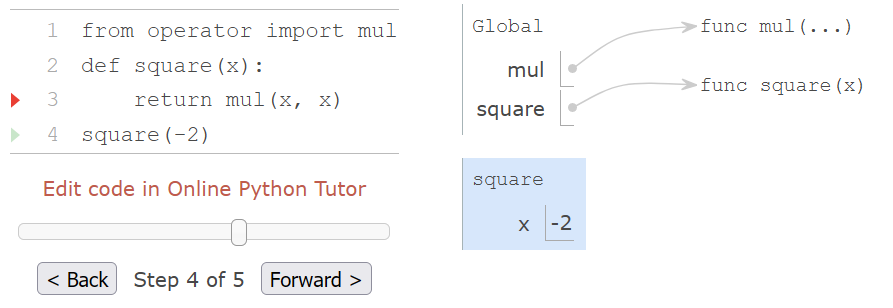 1 from operator import mul
2 def square(x):
3 return mul(x, x)
4 square(-2)
Edit code in Online Python Tutor
< Back Step 4 of 5 Forward >
Global
mul
square
func mul(...)
func square(x)
square
x -2